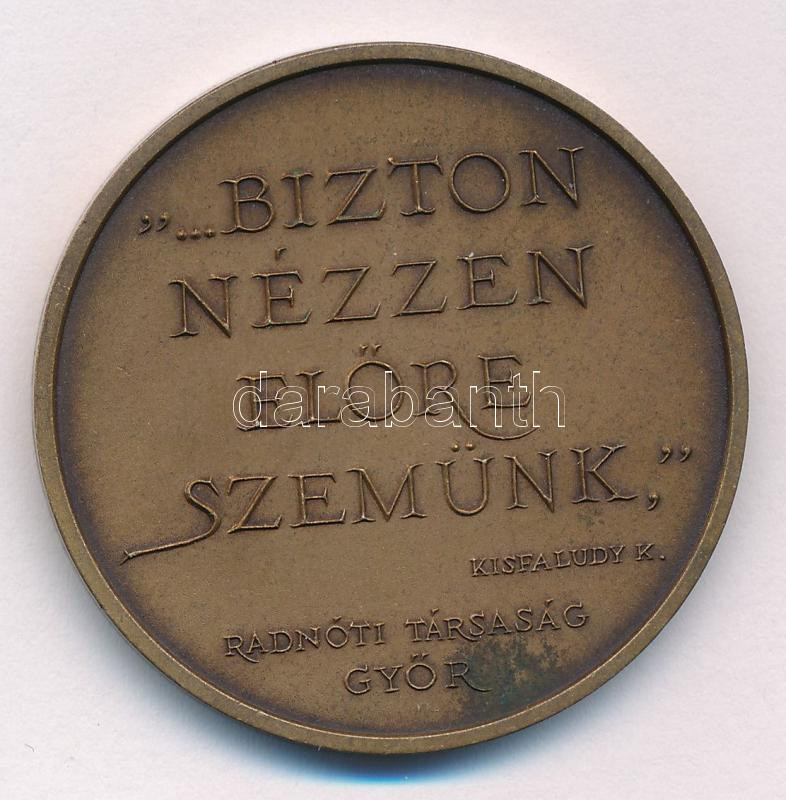 „...BIZTON
NÉZZEN
ELŐRE
SZEMÜNK,”
KISFALUDY K.
RADNÓTI TÁRSASÁG
GYŐR
darabanth